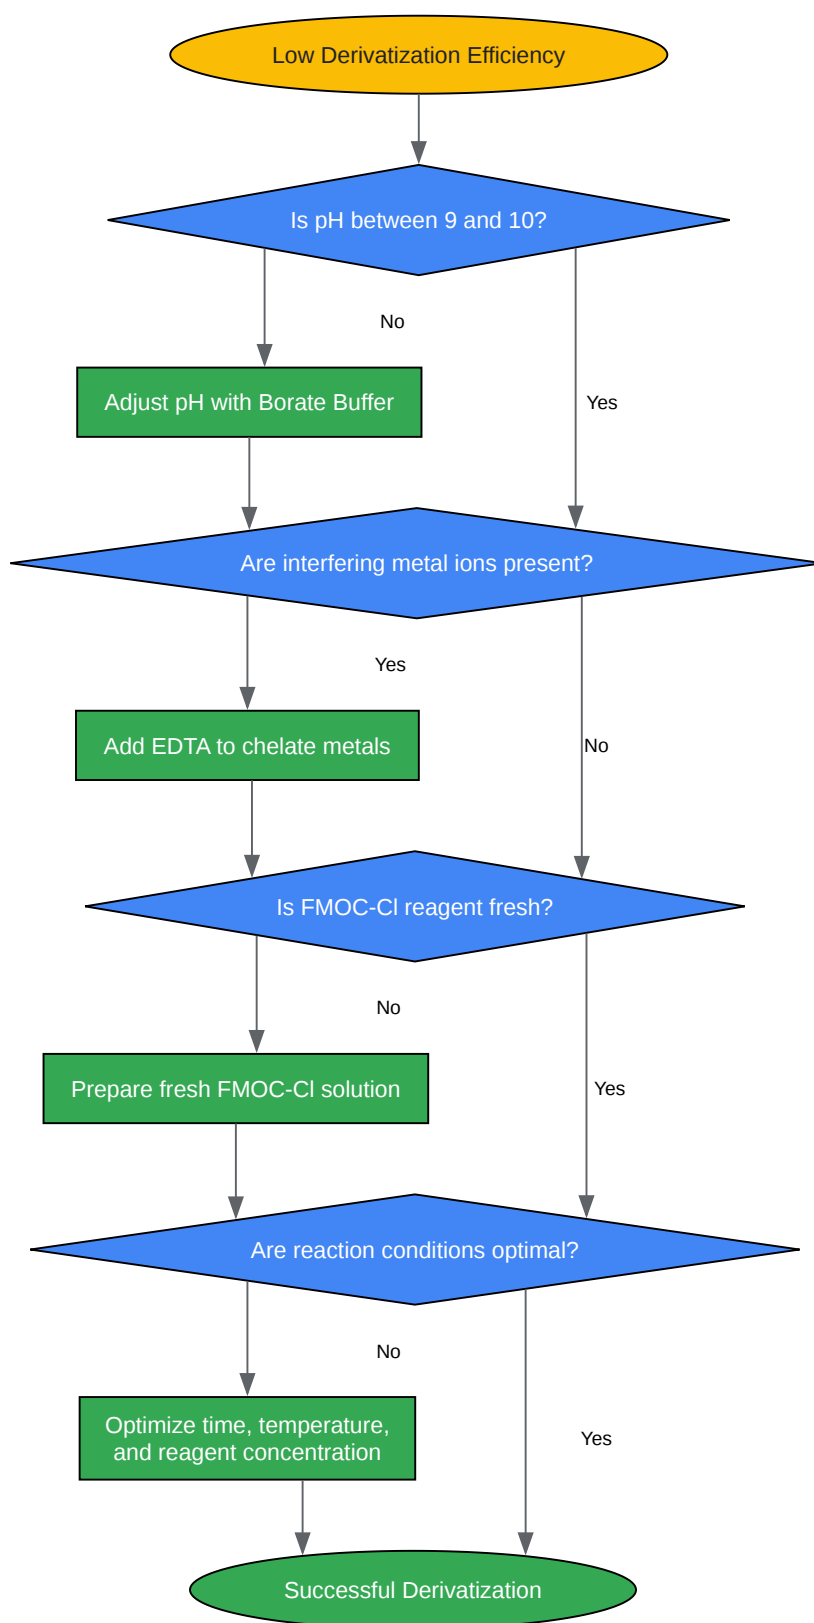 Low Derivatization Efficiency
Is pH between 9 and 10?
No
Adjust pH with Borate Buffer
Yes
Are interfering metal ions present?
Yes
Add EDTA to chelate metals
No
Is FMOC-Cl reagent fresh?
No
Prepare fresh FMOC-Cl solution
Yes
Are reaction conditions optimal?
No
Optimize time, temperature,
and reagent concentration
Yes
Successful Derivatization